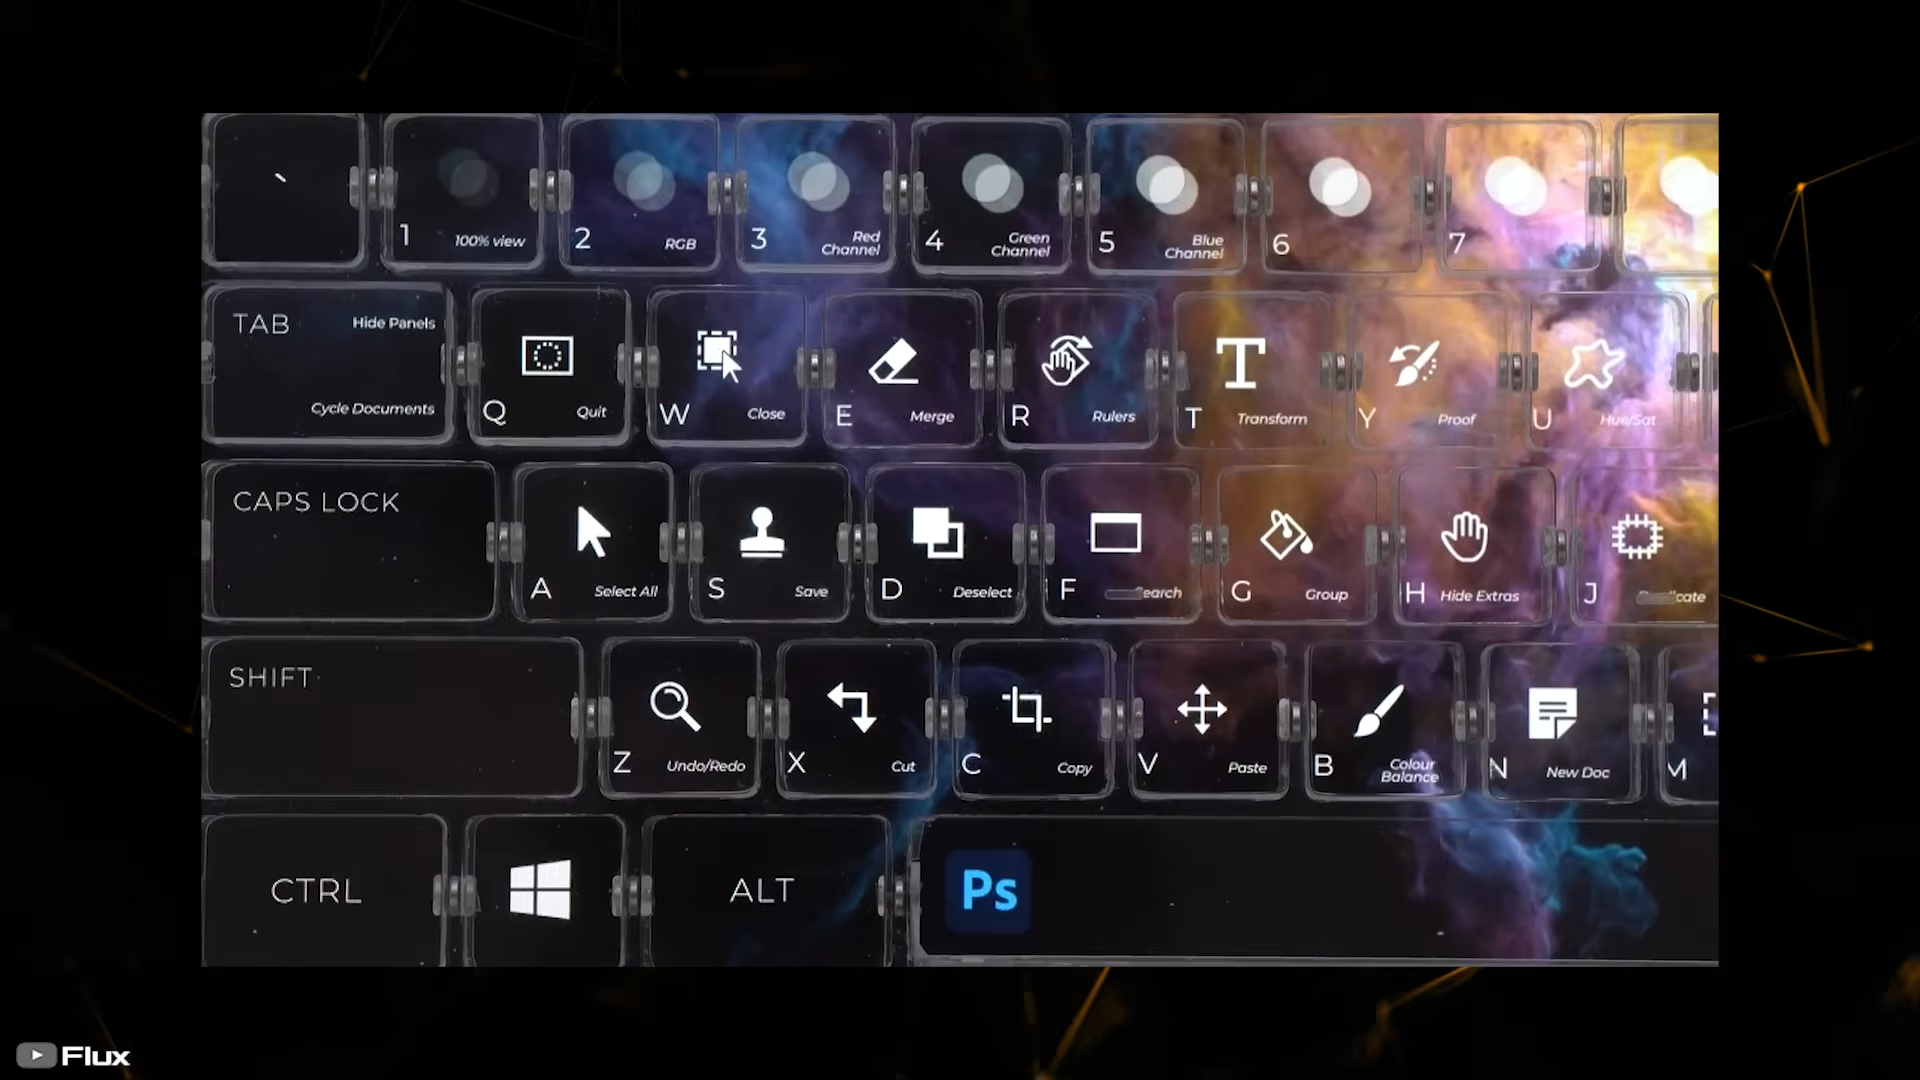 `
1 100% view
2 RGB
3 Red
Channel
4 Green
Channel
5 Blue
Channel
6
7
TAB Hide Panels
Cycle Documents
Q Quit
W Close
E Merge
R Rulers
T Transform
Y Proof
U Hue/Sat
CAPS LOCK
A Select All
S Save
D Deselect
F
G Group
H Hide Extras
J
SHIFT
Z Undo/Redo
X Cut
C Copy
V Paste
B Colour
Balance
N New Doc
M
CTRL
ALT
Ps
Flux